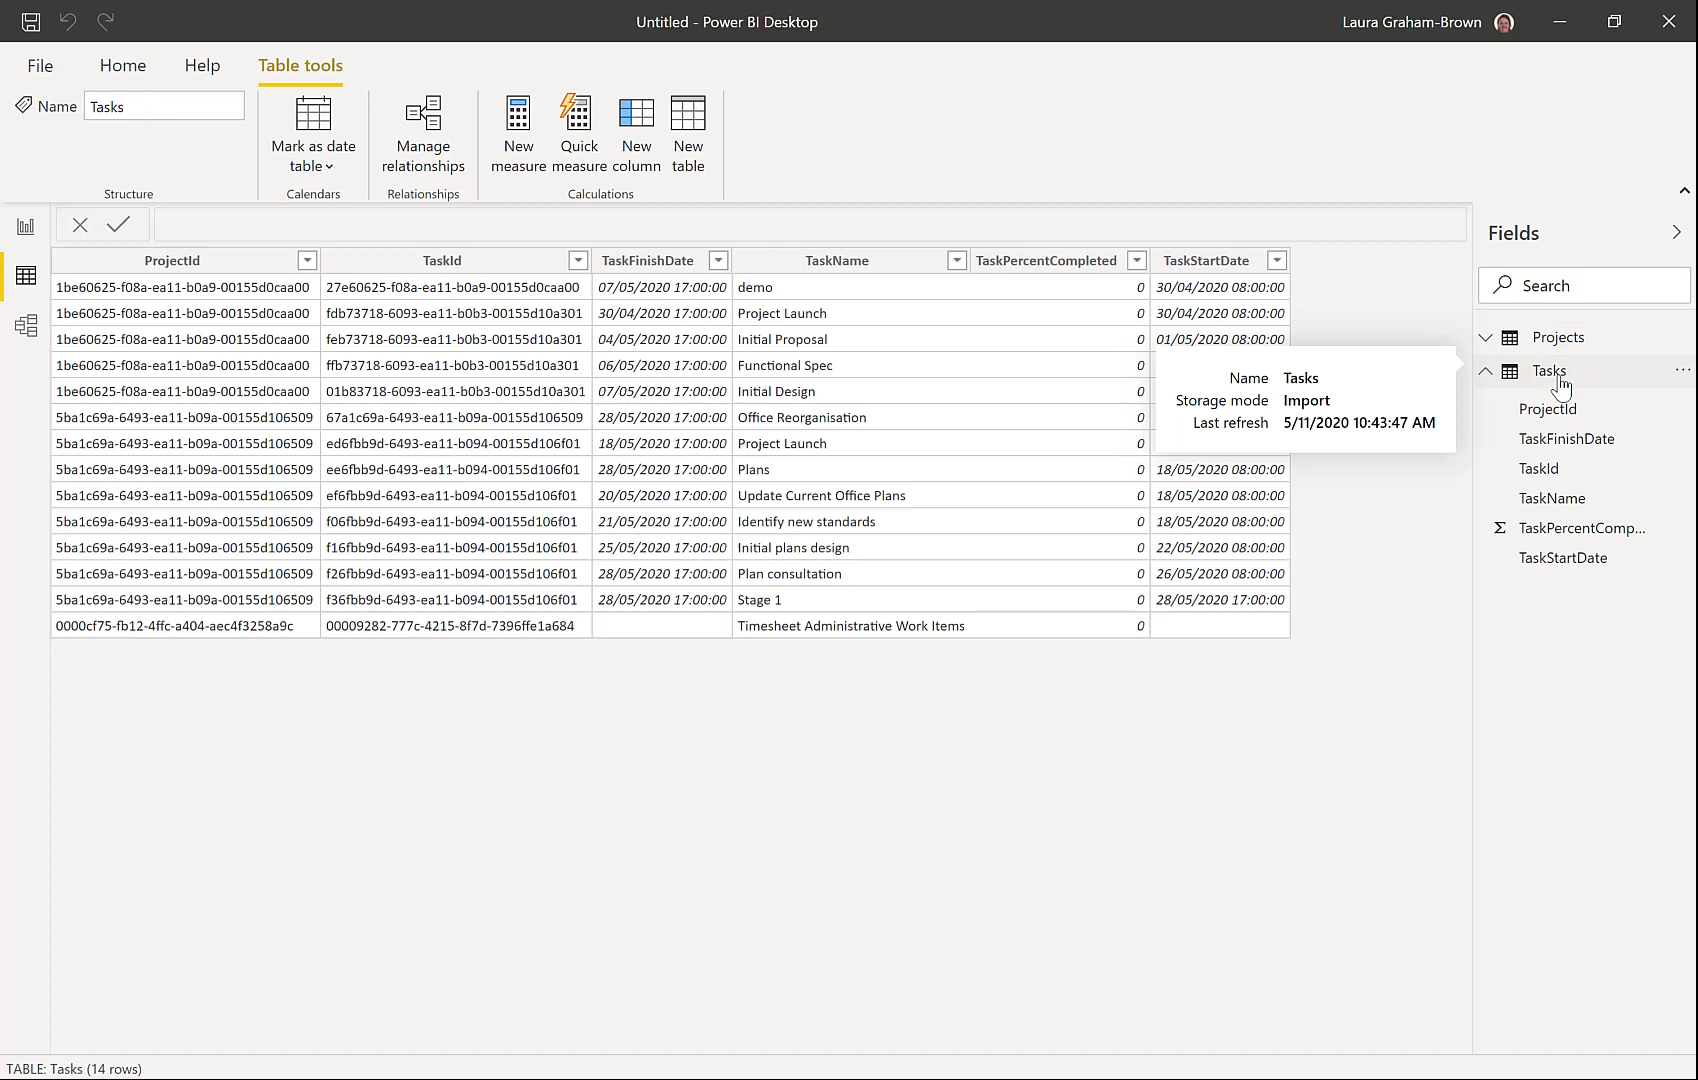 Untitled - Power BI Desktop
Laura Graham-Brown
File Home Help Table tools
Name Tasks
Mark as date table
Manage relationships
New measure
Quick measure
New column
New table
Structure Calendars Relationships Calculations
ProjectId TaskId TaskFinishDate TaskName TaskPercentCompleted TaskStartDate
1be60625-f08a-ea11-b0a9-00155d0caa00 27e60625-f08a-ea11-b0a9-00155d0caa00 07/05/2020 17:00:00 demo 0 30/04/2020 08:00:00
1be60625-f08a-ea11-b0a9-00155d0caa00 fdb73718-6093-ea11-b0b3-00155d10a301 30/04/2020 17:00:00 Project Launch 0 30/04/2020 08:00:00
1be60625-f08a-ea11-b0a9-00155d0caa00 feb73718-6093-ea11-b0b3-00155d10a301 04/05/2020 17:00:00 Initial Proposal 0 01/05/2020 08:00:00
1be60625-f08a-ea11-b0a9-00155d0caa00 ffb73718-6093-ea11-b0b3-00155d10a301 06/05/2020 17:00:00 Functional Spec 0
1be60625-f08a-ea11-b0a9-00155d0caa00 01b83718-6093-ea11-b0b3-00155d10a301 07/05/2020 17:00:00 Initial Design 0
5ba1c69a-6493-ea11-b09a-00155d106509 67a1c69a-6493-ea11-b09a-00155d106509 28/05/2020 17:00:00 Office Reorganisation 0
5ba1c69a-6493-ea11-b09a-00155d106509 ed6fbb9d-6493-ea11-b094-00155d106f01 18/05/2020 17:00:00 Project Launch 0
5ba1c69a-6493-ea11-b09a-00155d106509 ee6fbb9d-6493-ea11-b094-00155d106f01 28/05/2020 17:00:00 Plans 0 18/05/2020 08:00:00
5ba1c69a-6493-ea11-b09a-00155d106509 ef6fbb9d-6493-ea11-b094-00155d106f01 20/05/2020 17:00:00 Update Current Office Plans 0 18/05/2020 08:00:00
5ba1c69a-6493-ea11-b09a-00155d106509 f06fbb9d-6493-ea11-b094-00155d106f01 21/05/2020 17:00:00 Identify new standards 0 18/05/2020 08:00:00
5ba1c69a-6493-ea11-b09a-00155d106509 f16fbb9d-6493-ea11-b094-00155d106f01 25/05/2020 17:00:00 Initial plans design 0 22/05/2020 08:00:00
5ba1c69a-6493-ea11-b09a-00155d106509 f26fbb9d-6493-ea11-b094-00155d106f01 28/05/2020 17:00:00 Plan consultation 0 26/05/2020 08:00:00
5ba1c69a-6493-ea11-b09a-00155d106509 f36fbb9d-6493-ea11-b094-00155d106f01 28/05/2020 17:00:00 Stage 1 0 28/05/2020 17:00:00
0000cf75-fb12-4ffc-a404-aec4f3258a9c 00009282-777c-4215-8f7d-7396ffe1a684 Timesheet Administrative Work Items 0
Name Tasks
Storage mode Import
Last refresh 5/11/2020 10:43:47 AM
Fields
Search
Projects
Tasks
ProjectId
TaskFinishDate
TaskId
TaskName
Σ TaskPercentComp...
TaskStartDate
TABLE: Tasks (14 rows)